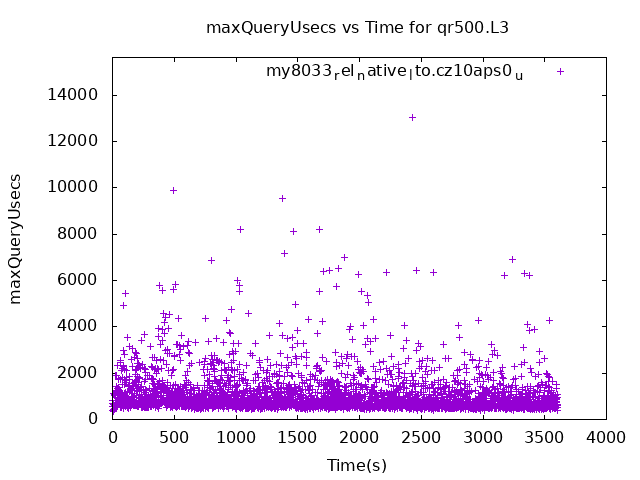 maxQueryUsecs vs Time for qr500.L3
my8033relnativelto.cz10aps0u
maxQueryUsecs
14000
12000
10000
8000
6000
4000
2000
0
0 500 1000 1500 2000 2500 3000 3500 4000
Time(s)